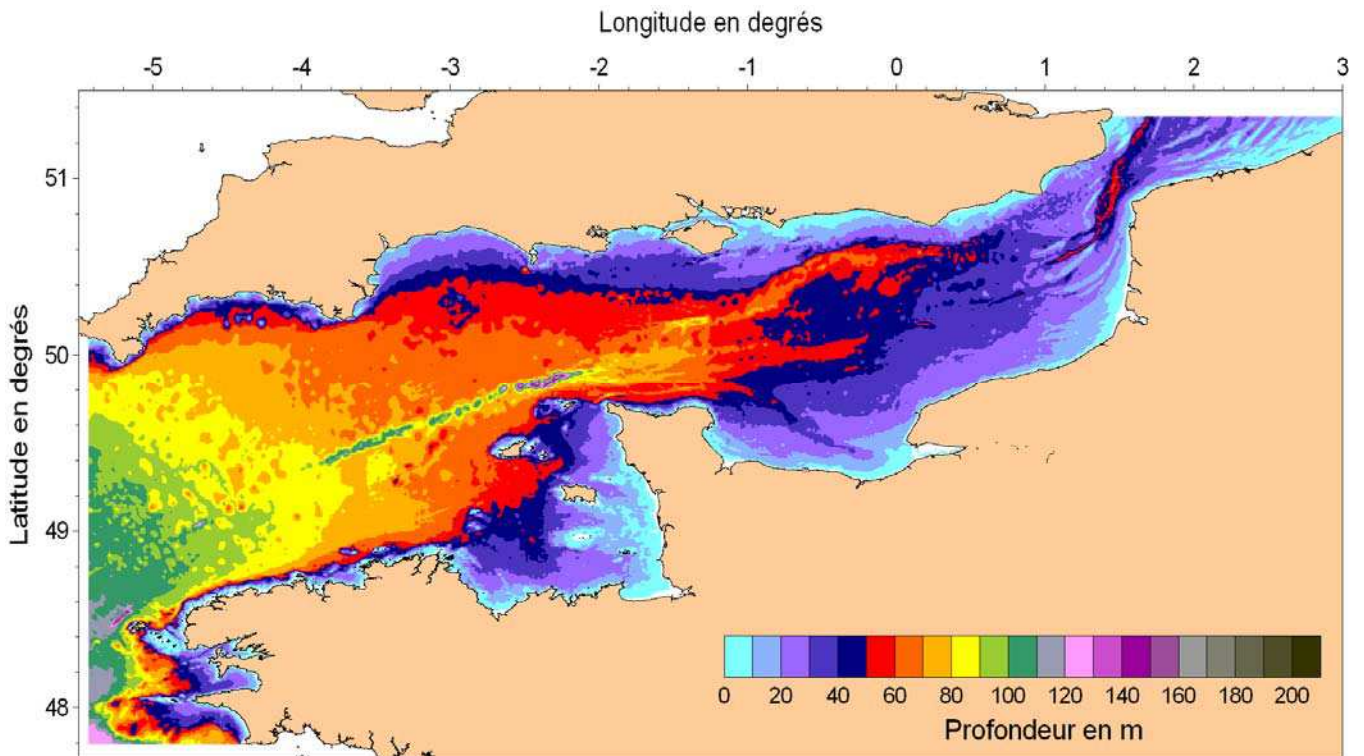 Longitude en degrés
-5 -4 -3 -2 -1 0 1 2 3
51
50
49
48
Latitude en degrés
0 20 40 60 80 100 120 140 160 180 200
Profondeur en m